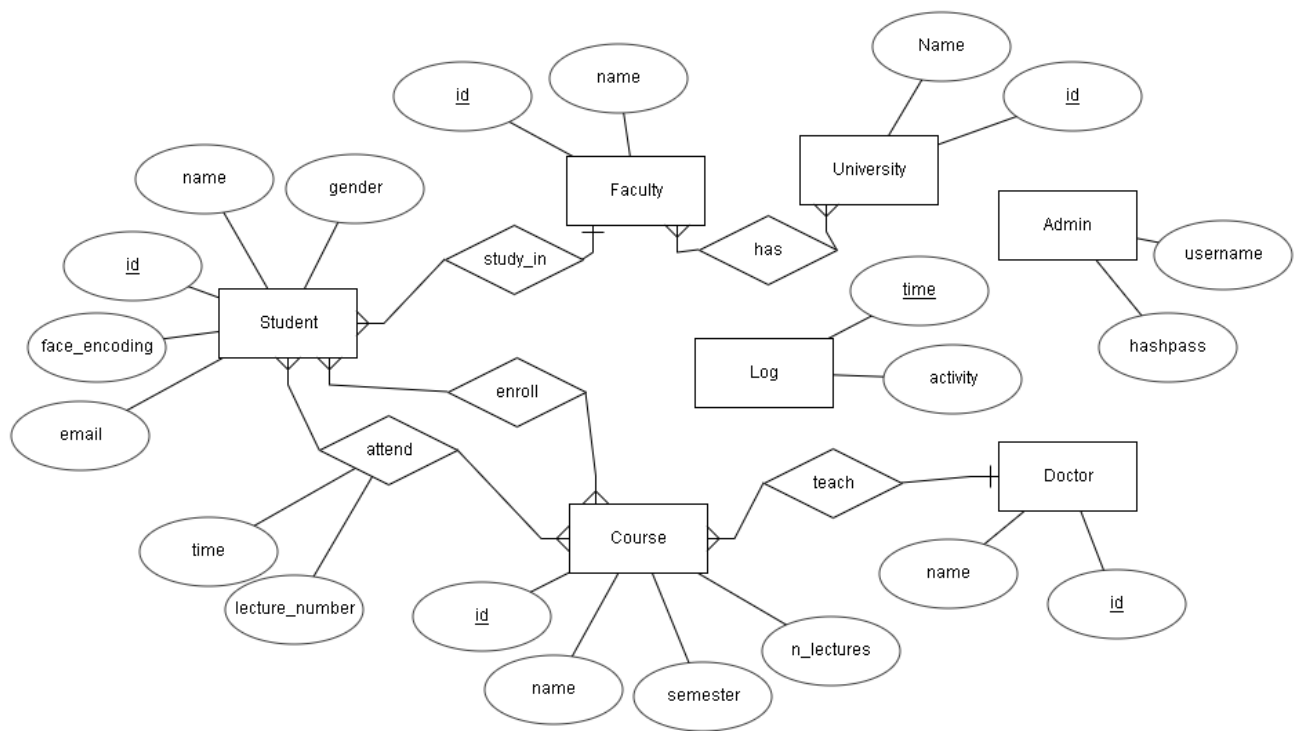 Name
name
id
id
University
name
gender
Faculty
Admin
has
username
study_in
id
time
Student
face_encoding
hashpass
Log
activity
enroll
email
attend
teach
Doctor
Course
time
name
lecture_number
id
id
n_lectures
name
semester